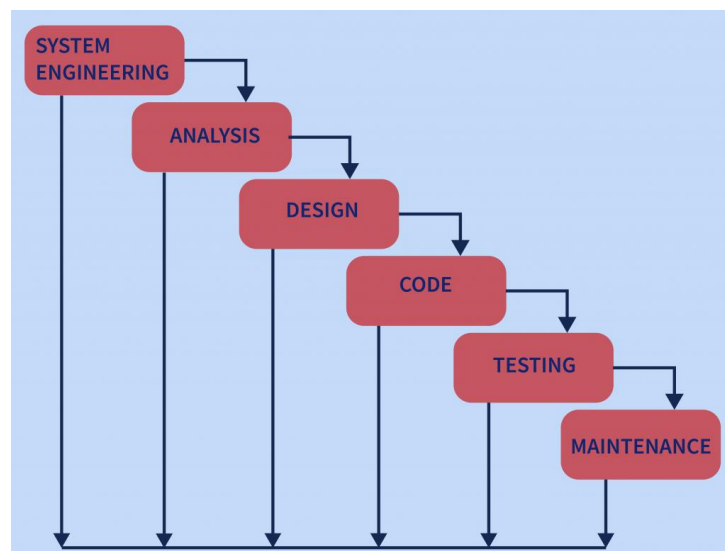 SYSTEM
ENGINEERING
ANALYSIS
DESIGN
CODE
TESTING
MAINTENANCE